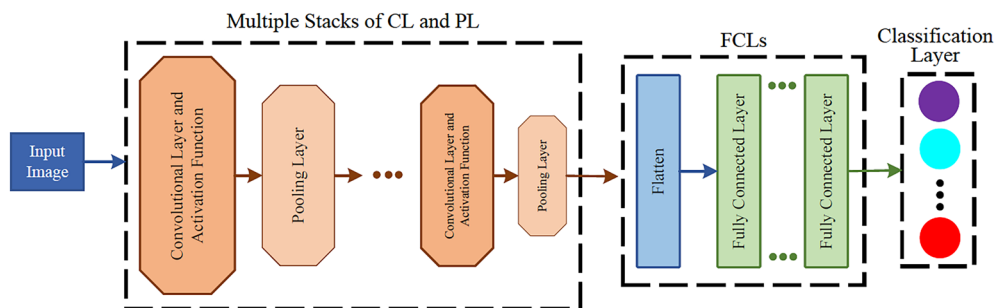 Multiple Stacks of CL and PL
FCLs
Classification
Layer
Input
Image
Convolutional Layer and
Activation Function
Pooling Layer
Convolutional Layer and
Activation Function
Pooling Layer
Flatten
Fully Connected Layer
Fully Connected Layer